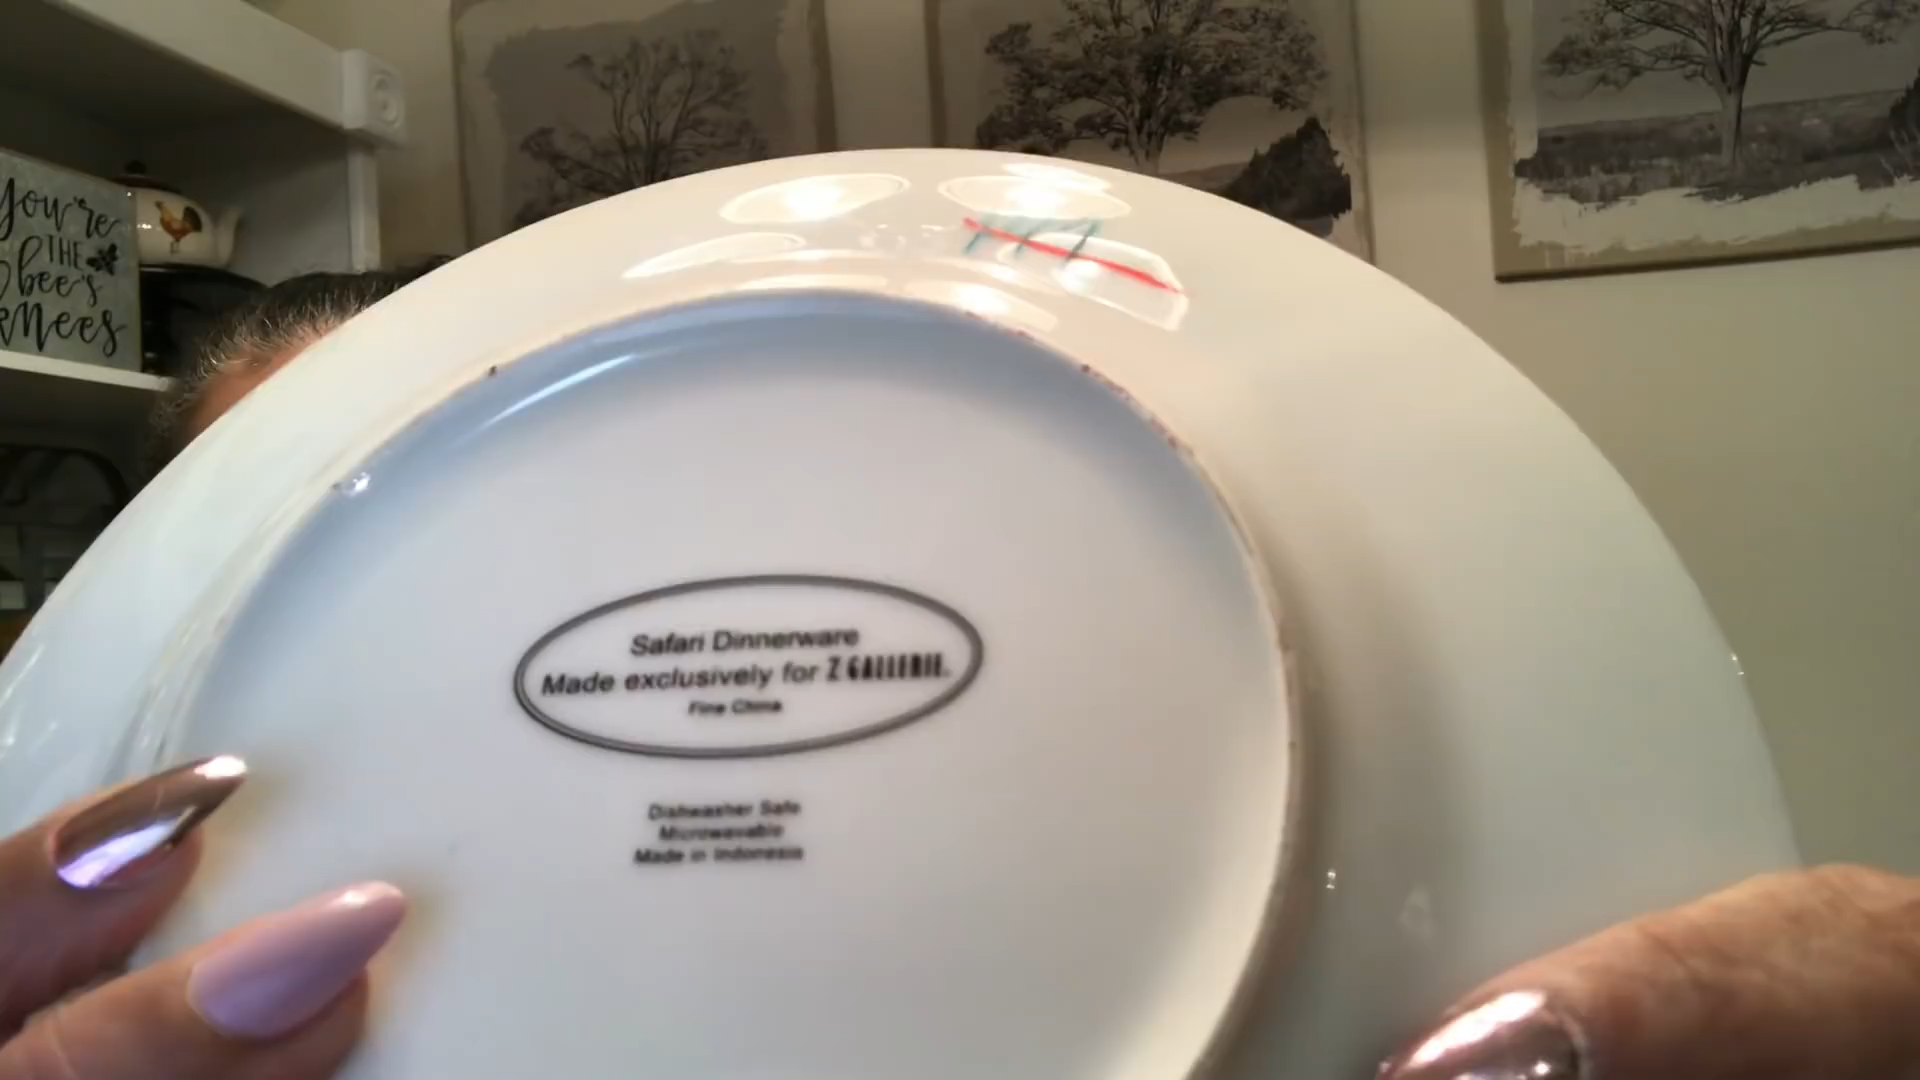 You're
THE
bee's
knees
Safari Dinnerware
Made exclusively for Z GALLERIE.
Fine China
Dishwasher Safe
Microwavable
Made in Indonesia